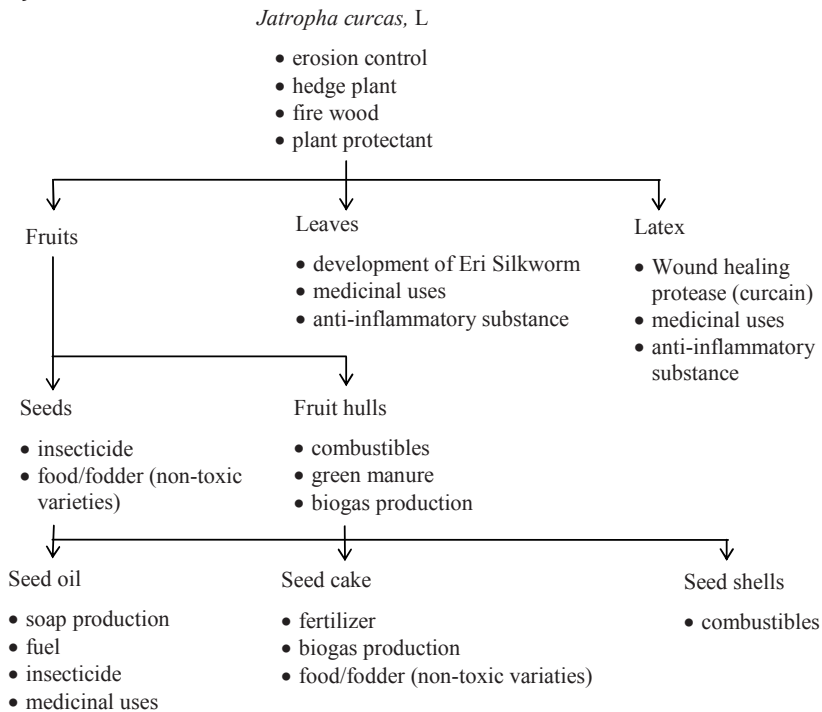 Jatropha curcas, L
• erosion control
• hedge plant
• fire wood
• plant protectant
Fruits
Leaves
• development of Eri Silkworm
• medicinal uses
• anti-inflammatory substance
Latex
• Wound healing
protease (curcain)
• medicinal uses
• anti-inflammatory
substance
Seeds
• insecticide
• food/fodder (non-toxic
varieties)
Fruit hulls
• combustibles
• green manure
• biogas production
Seed oil
• soap production
• fuel
• insecticide
• medicinal uses
Seed cake
• fertilizer
• biogas production
• food/fodder (non-toxic variaties)
Seed shells
• combustibles